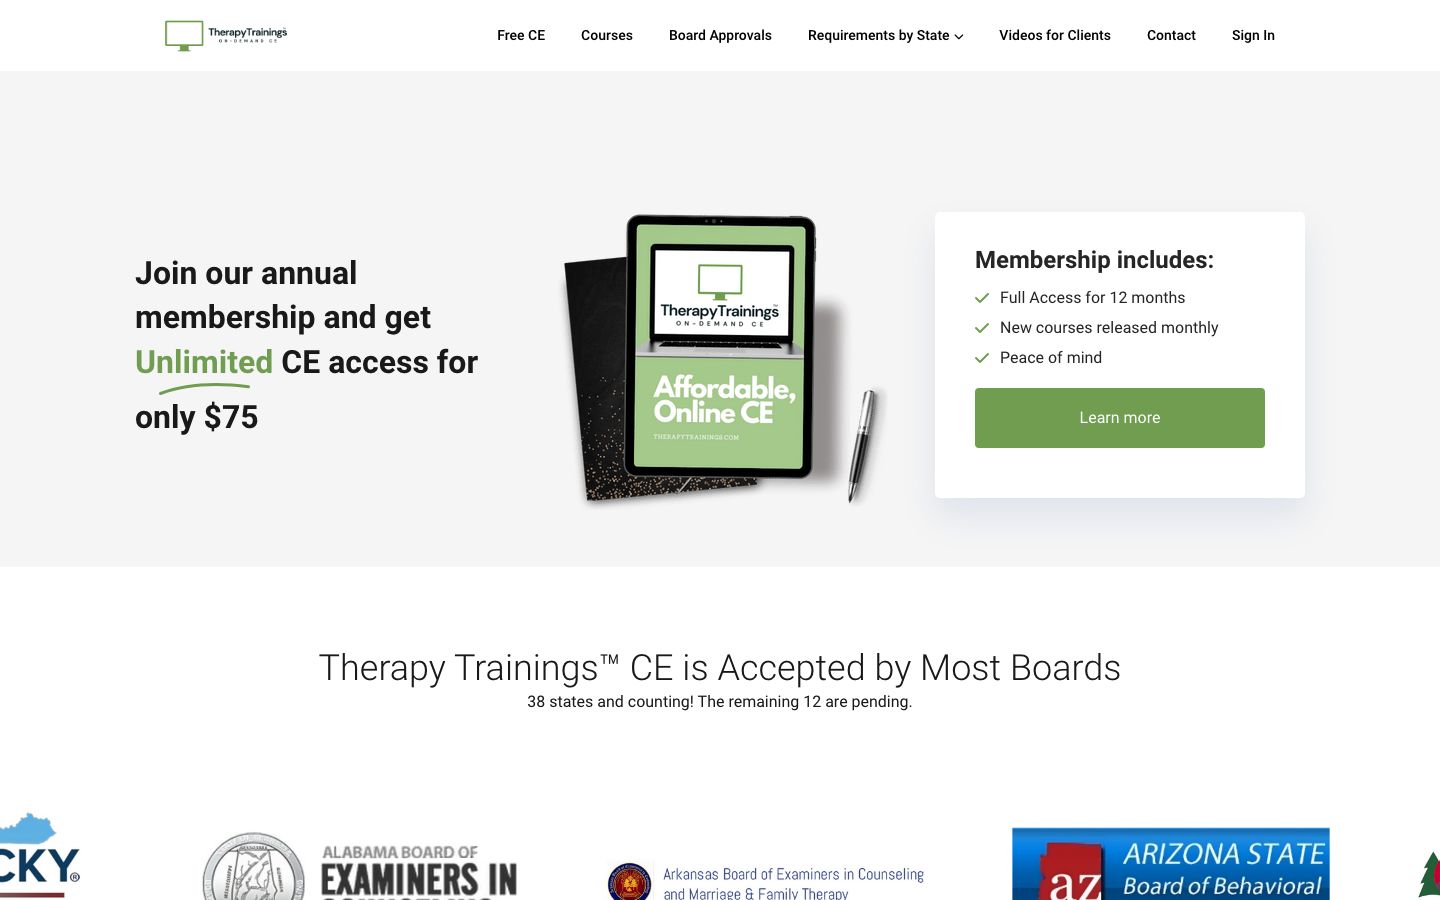 TherapyTrainings
ON-DEMAND CE
Free CE
Courses
Board Approvals
Requirements by State
Videos for Clients
Contact
Sign In
Join our annual
membership and get
Unlimited CE access for
only $75
TherapyTrainings™
ON-DEMAND CE
Affordable,
Online CE
THERAPYTRAININGS.COM
Membership includes:
Full Access for 12 months
New courses released monthly
Peace of mind
Learn more
Therapy Trainings™ CE is Accepted by Most Boards
38 states and counting! The remaining 12 are pending.
CKY®
ALABAMA BOARD OF
EXAMINERS IN
Arkansas Board of Examiners in Counseling
and Marriage & Family Therapy
az
ARIZONA STATE
Board of Behavioral